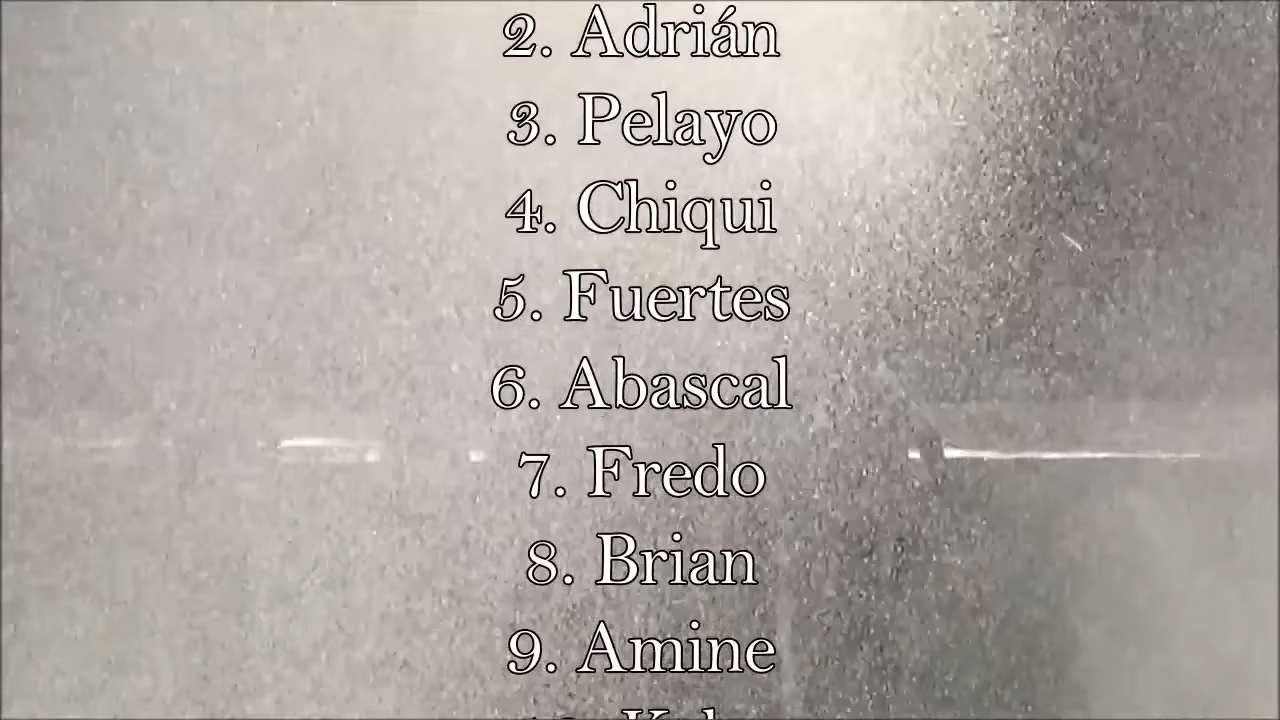 2. Adrián
3. Pelayo
4. Chiqui
5. Fuertes
6. Abascal
7. Fredo
8. Brian
9. Amine